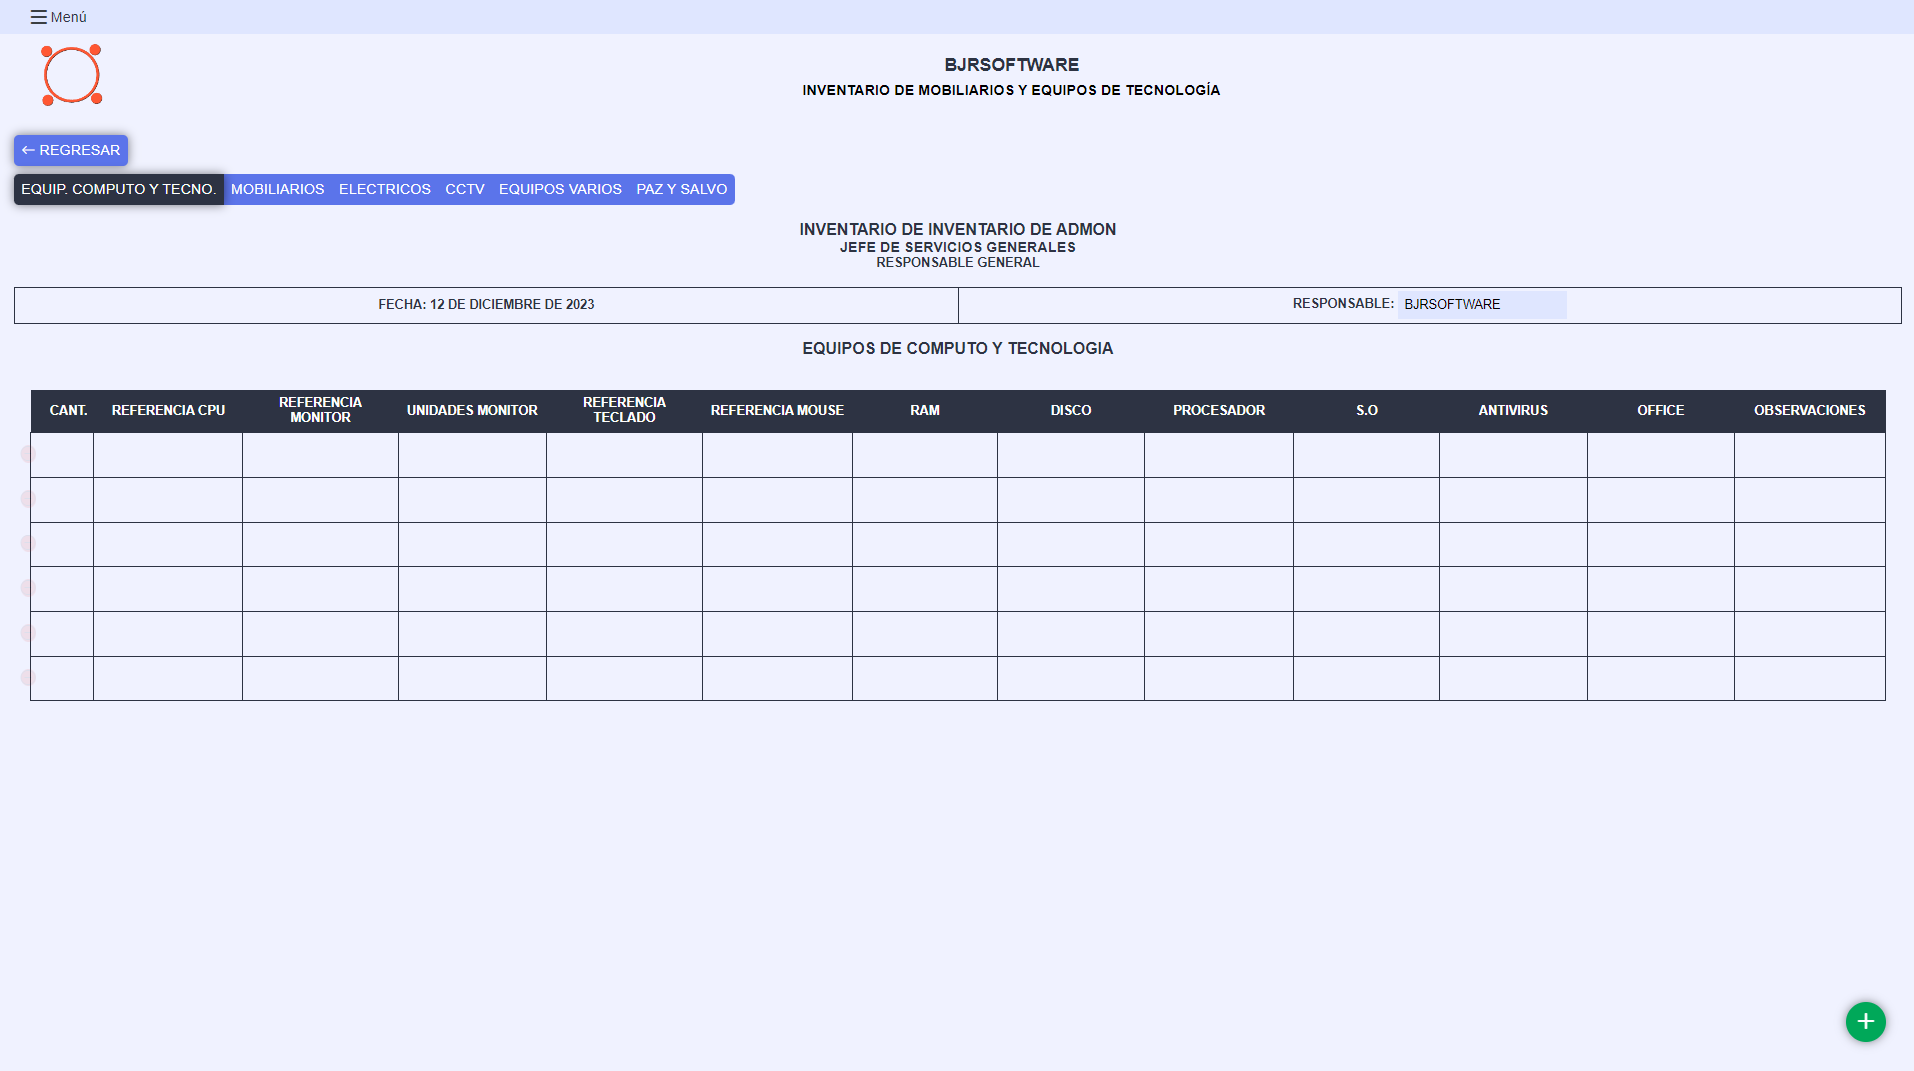 Menú
BJRSOFTWARE
INVENTARIO DE MOBILIARIOS Y EQUIPOS DE TECNOLOGÍA
← REGRESAR
EQUIP. COMPUTO Y TECNO. MOBILIARIOS ELECTRICOS CCTV EQUIPOS VARIOS PAZ Y SALVO
INVENTARIO DE INVENTARIO DE ADMON
JEFE DE SERVICIOS GENERALES
RESPONSABLE GENERAL
FECHA: 12 DE DICIEMBRE DE 2023 RESPONSABLE: BJRSOFTWARE
EQUIPOS DE COMPUTO Y TECNOLOGIA
CANT. REFERENCIA CPU REFERENCIA MONITOR UNIDADES MONITOR REFERENCIA TECLADO REFERENCIA MOUSE RAM DISCO PROCESADOR S.O ANTIVIRUS OFFICE OBSERVACIONES
+